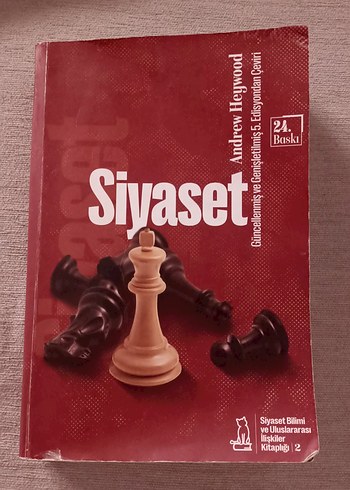 Siyaset
Andrew Heywood
Güncellenmiş ve Genişletilmiş 5. Edisyondan Çeviri
24.
Baskı
Siyaset Bilimi
ve Uluslararası
İlişkiler
Kitaplığı | 2